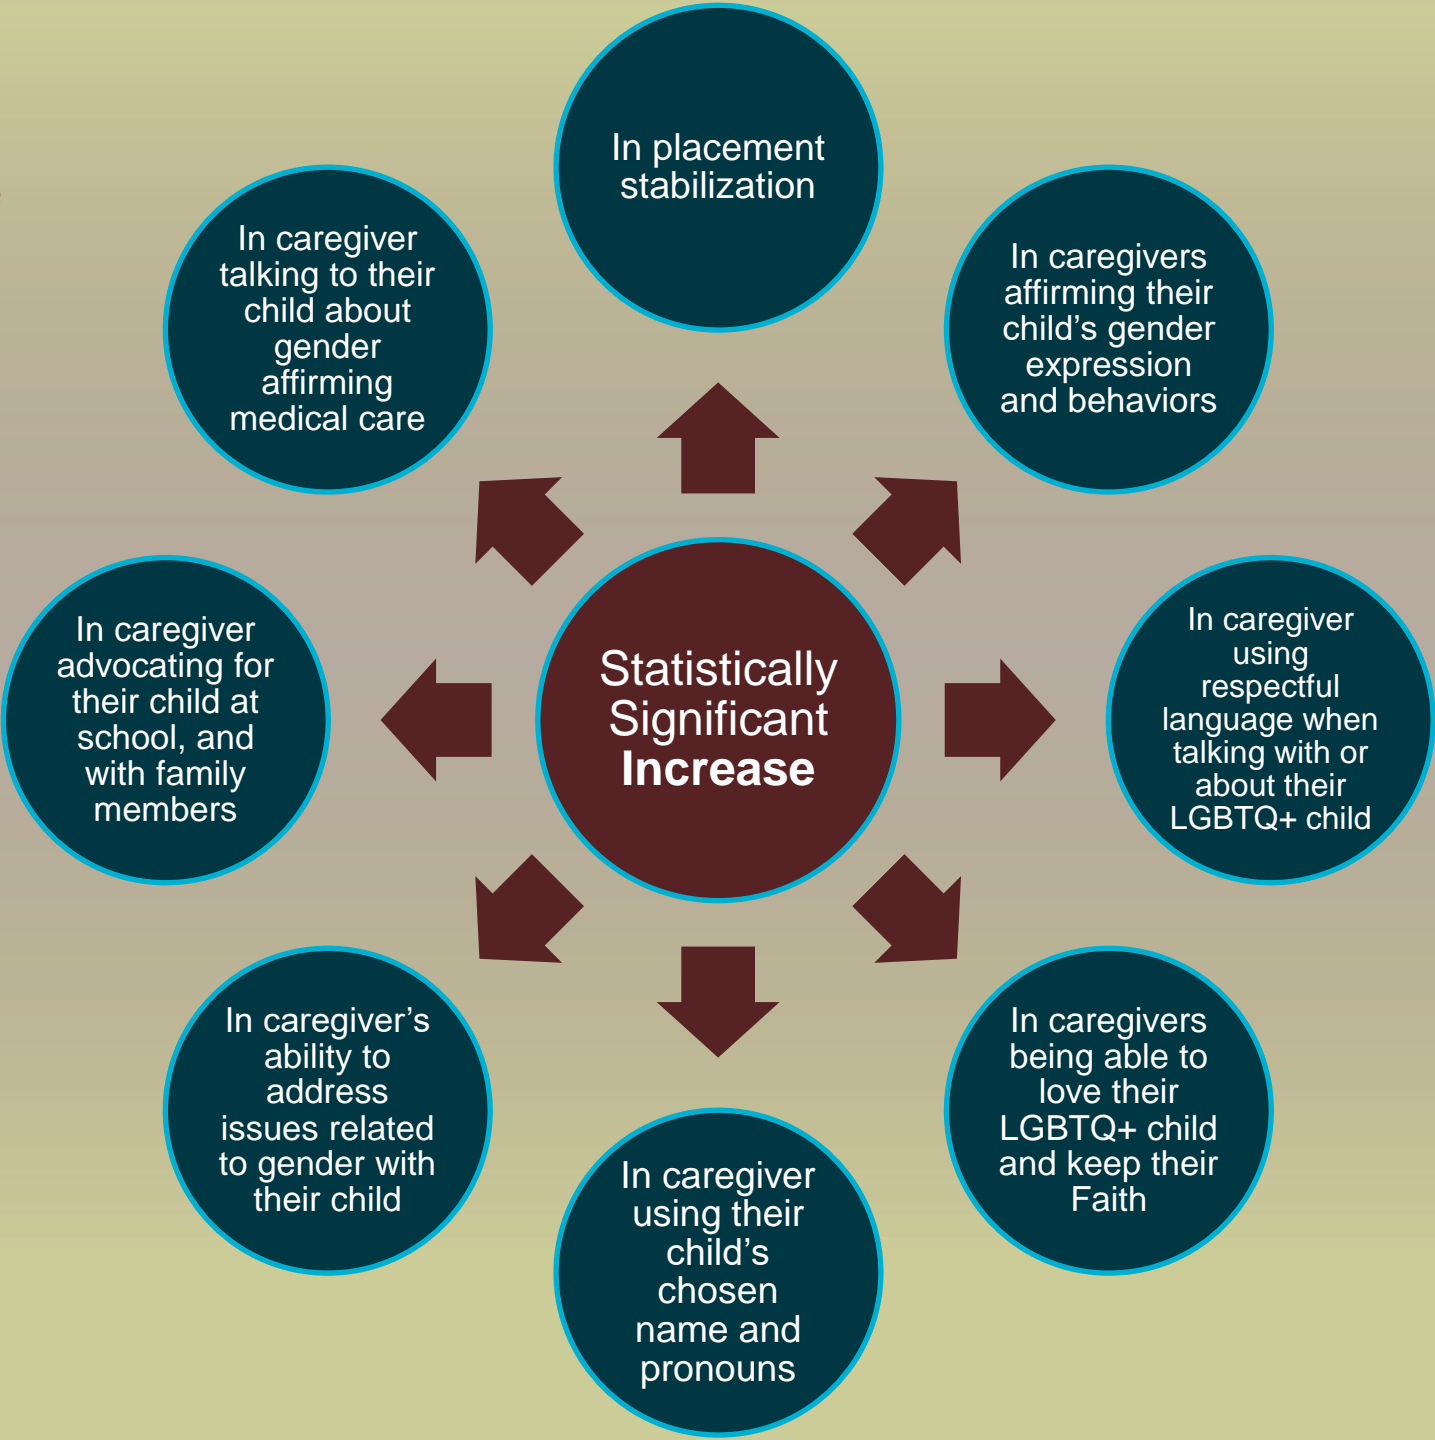 In placement
stabilization
In caregivers
affirming their
child’s gender
expression
and behaviors
In caregiver
using
respectful
language when
talking with or
about their
LGBTQ+ child
In caregivers
being able to
love their
LGBTQ+ child
and keep their
Faith
In caregiver
using their
child’s
chosen
name and
pronouns
In caregiver’s
ability to
address
issues related
to gender with
their child
In caregiver
advocating for
their child at
school, and
with family
members
In caregiver
talking to their
child about
gender
affirming
medical care
Statistically
Significant
Increase